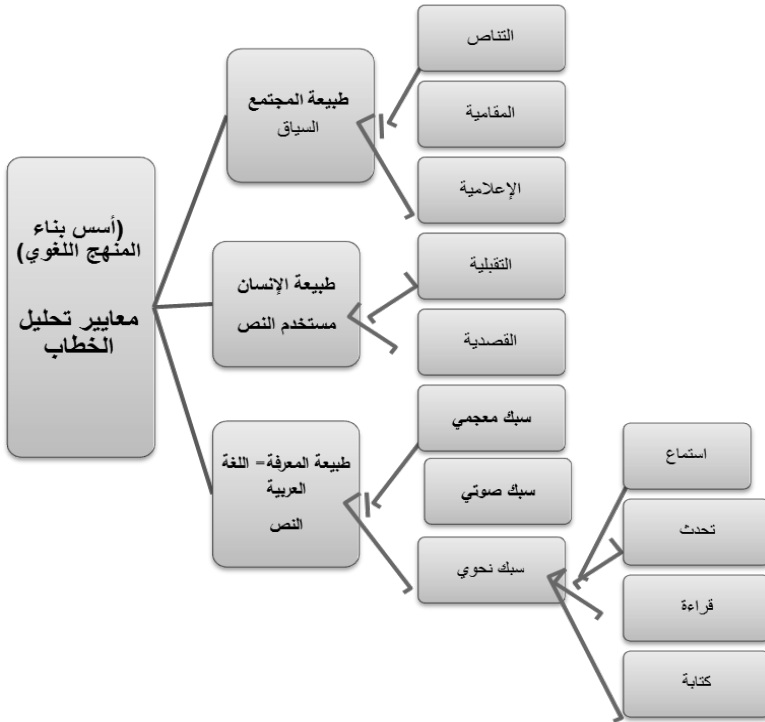 (أسس بناء
المنهج اللغوي)
معايير تحليل
الخطاب
طبيعة المجتمع
السياق
التناص
المقامية
الإعلامية
طبيعة الإنسان
مستخدم النص
التقبلية
القصدية
طبيعة المعرفة= اللغة
العربية
النص
سبك معجمي
سبك صوتي
سبك نحوي
استماع
تحدث
قراءة
كتابة